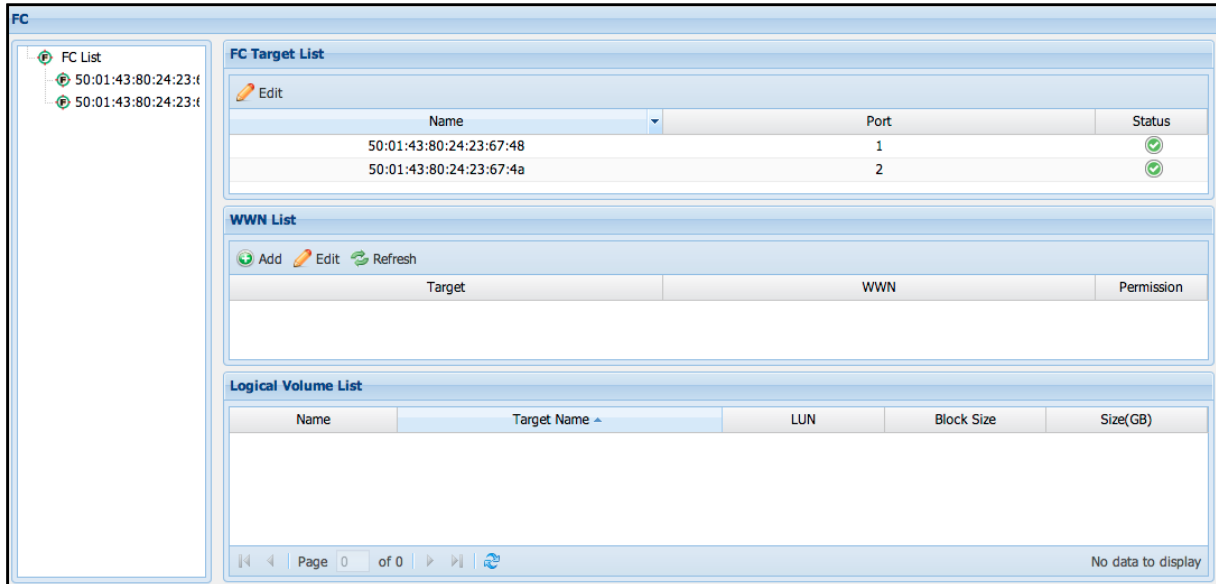 FC
FC List
50:01:43:80:24:23:6
50:01:43:80:24:23:6
FC Target List
Edit
Name Port Status
50:01:43:80:24:23:67:48 1
50:01:43:80:24:23:67:4a 2
WWN List
Add Edit Refresh
Target WWN Permission
Logical Volume List
Name Target Name LUN Block Size Size(GB)
Page 0 of 0 No data to display